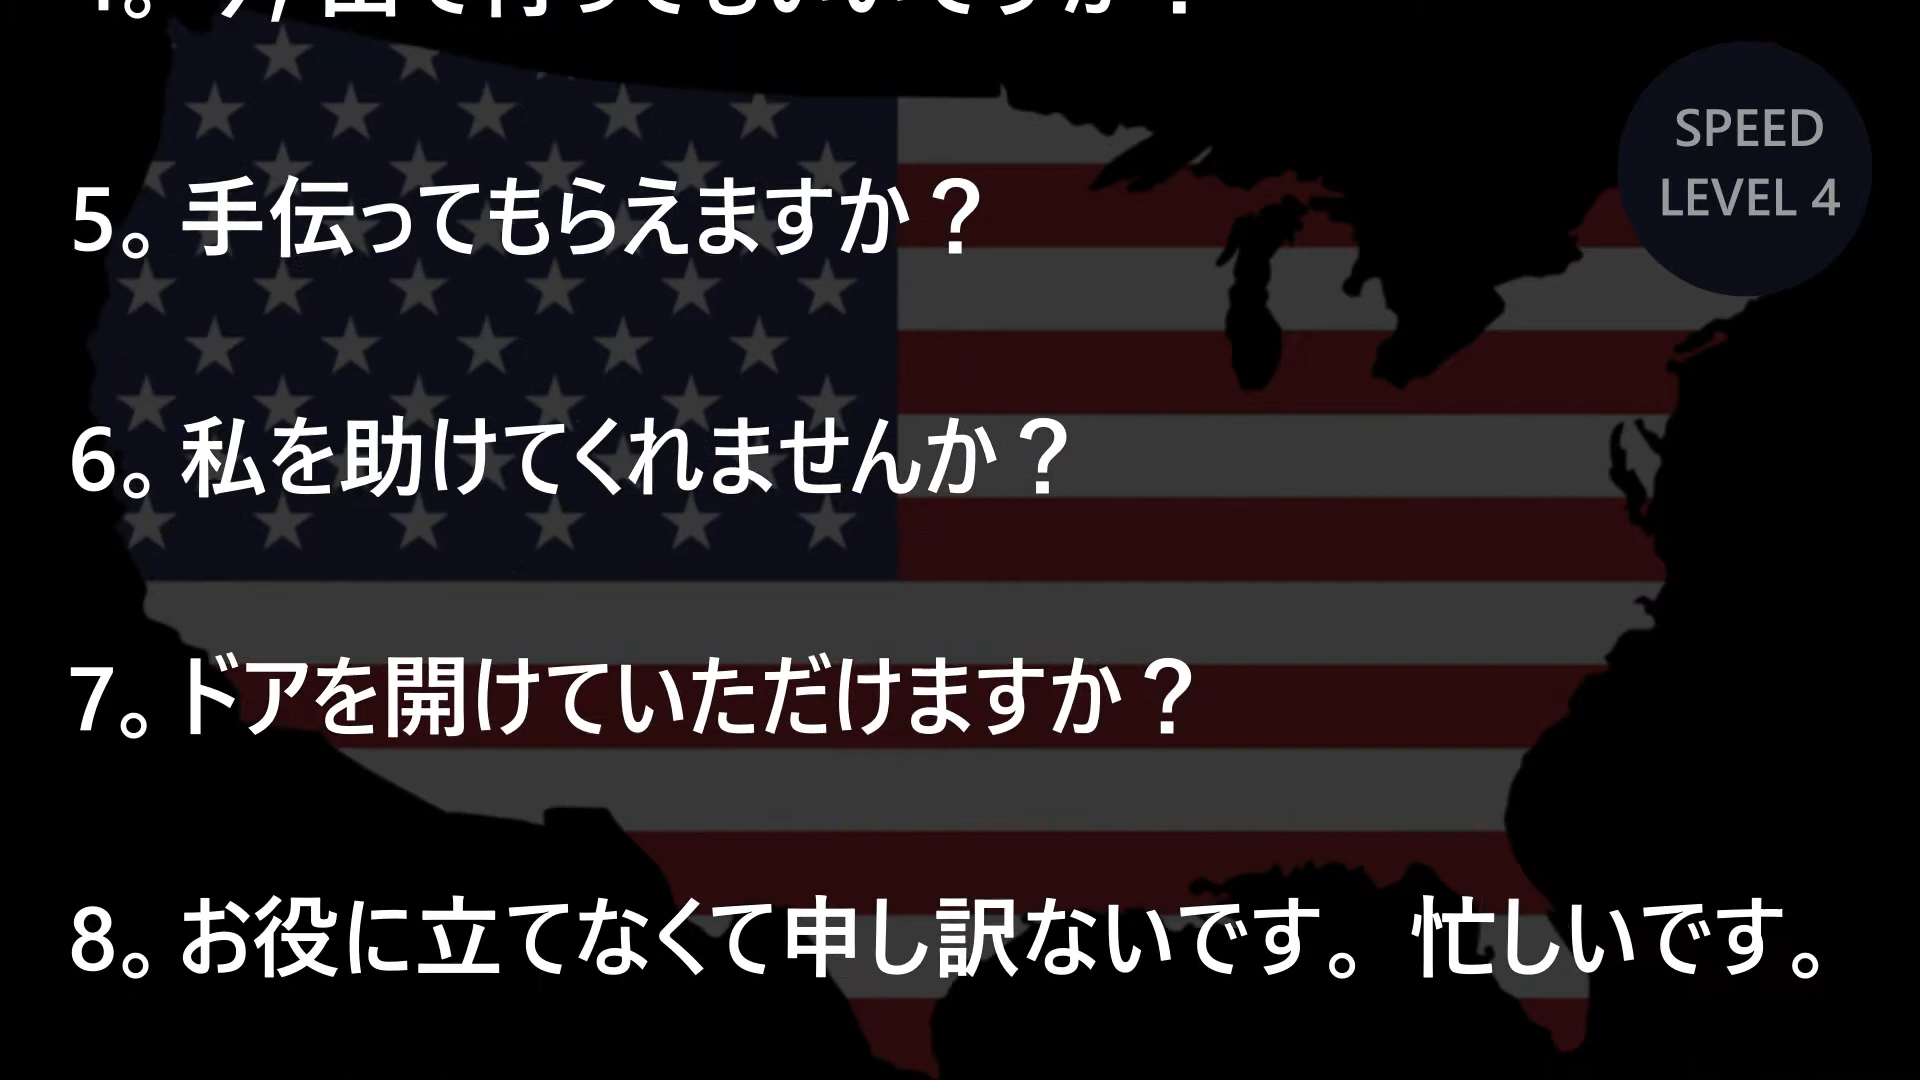 SPEED
LEVEL 4
5。手伝ってもらえますか？
6。私を助けてくれませんか？
7。ドアを開けていただけますか？
8。お役に立てなくて申し訳ないです。忙しいです。